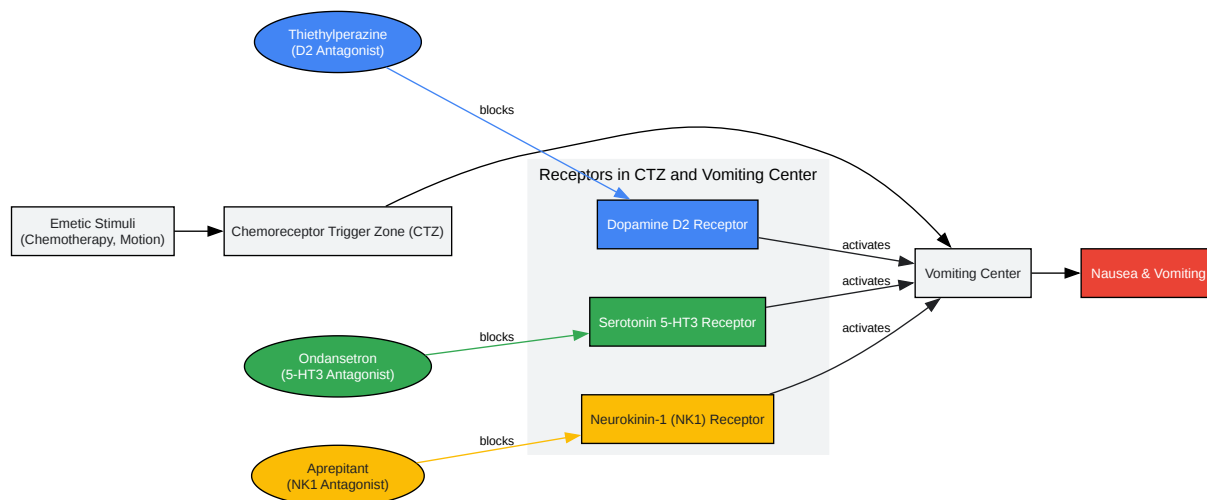 Thiethylperazine
(D2 Antagonist)
blocks
Receptors in CTZ and Vomiting Center
Emetic Stimuli
(Chemotherapy, Motion)
Chemoreceptor Trigger Zone (CTZ)
Dopamine D2 Receptor
activates
Vomiting Center
Nausea & Vomiting
activates
Serotonin 5-HT3 Receptor
blocks
Ondansetron
(5-HT3 Antagonist)
activates
Neurokinin-1 (NK1) Receptor
blocks
Aprepitant
(NK1 Antagonist)